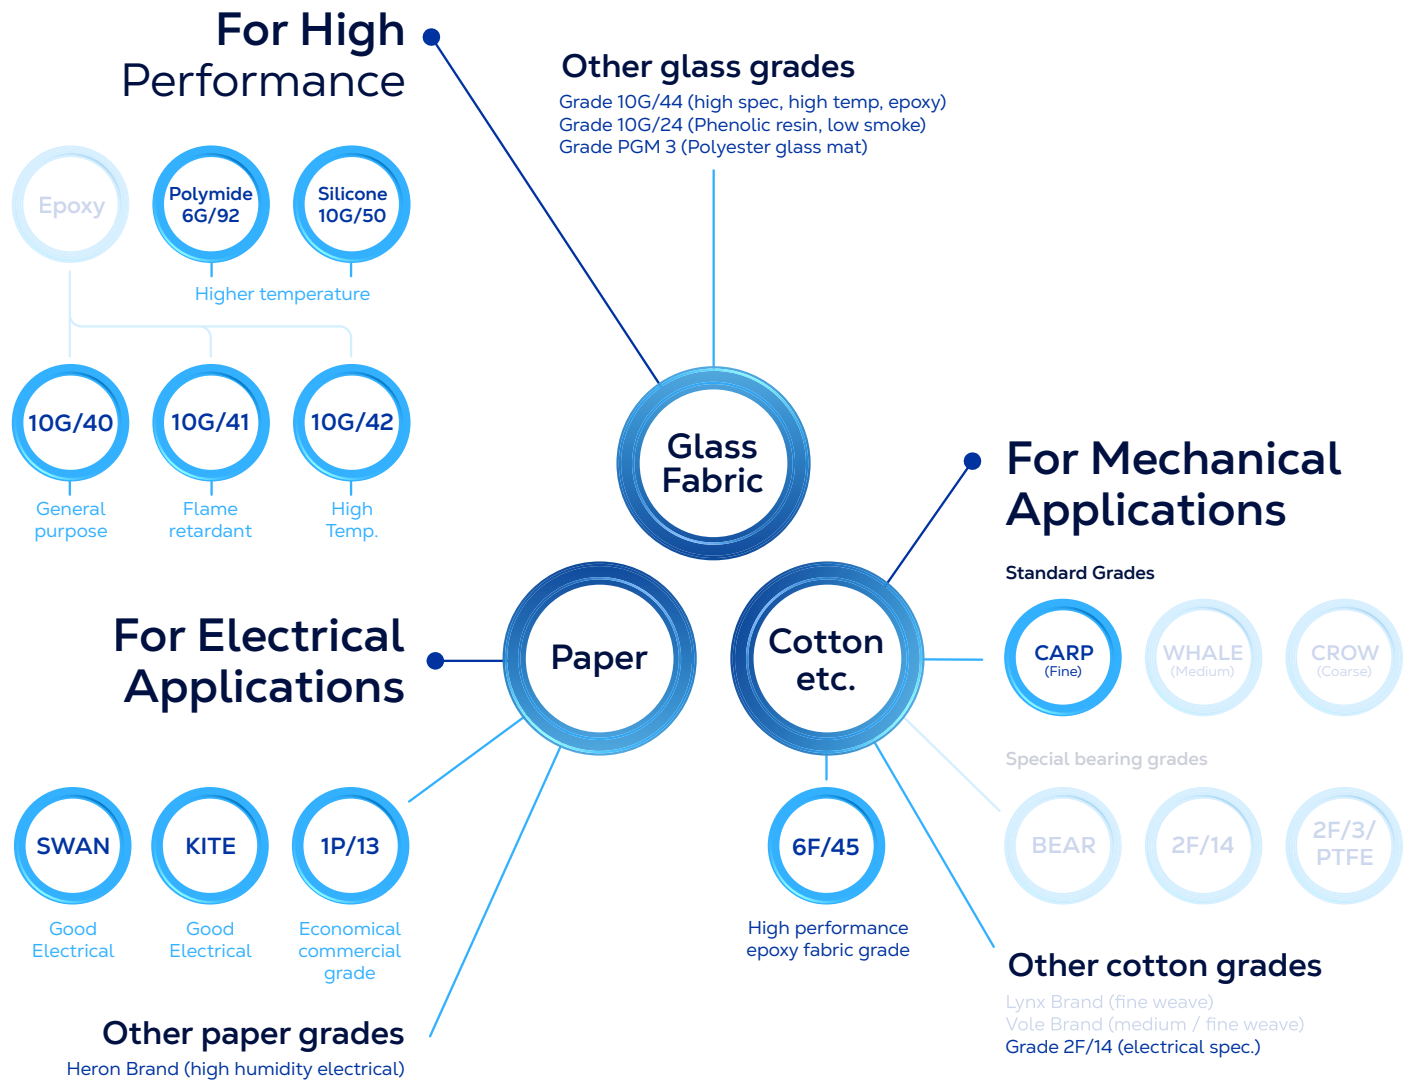 For High
Performance
Epoxy
Polymide
6G/92
Silicone
10G/50
Higher temperature
10G/40
10G/41
10G/42
General
purpose
Flame
retardant
High
Temp.
Other glass grades
Grade 10G/44 (high spec, high temp, epoxy)
Grade 10G/24 (Phenolic resin, low smoke)
Grade PGM 3 (Polyester glass mat)
Glass
Fabric
Paper
Cotton
etc.
For Electrical
Applications
SWAN
KITE
1P/13
Good
Electrical
Good
Electrical
Economical
commercial
grade
Other paper grades
Heron Brand (high humidity electrical)
For Mechanical
Applications
Standard Grades
CARP
(Fine)
WHALE
(Medium)
CROW
(Coarse)
Special bearing grades
BEAR
2F/14
2F/3/
PTFE
6F/45
High performance
epoxy fabric grade
Other cotton grades
Lynx Brand (fine weave)
Vole Brand (medium / fine weave)
Grade 2F/14 (electrical spec.)